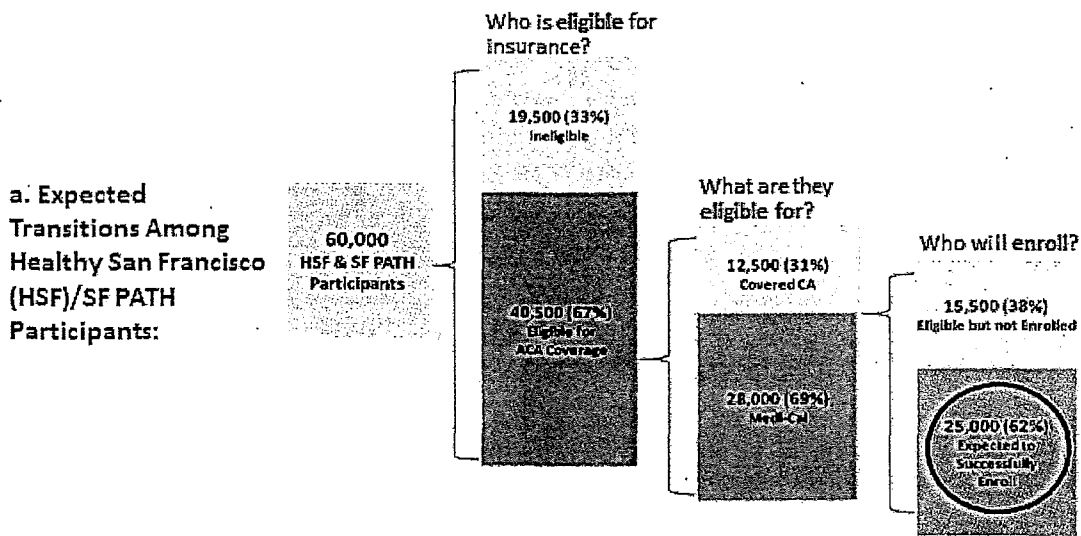 a. Expected
Transitions Among
Healthy San Francisco
(HSF)/SF PATH
Participants:
60,000
HSF & SF PATH
Participants
Who is eligible for
insurance?
19,500 (33%)
Ineligible
40,500 (67%)
Eligible for
ACA Coverage
What are they
eligible for?
12,500 (31%)
Covered CA
28,000 (69%)
Medi-Cal
Who will enroll?
15,500 (38%)
Eligible but not Enrolled
25,000 (62%)
Expected to
Successfully
Enroll